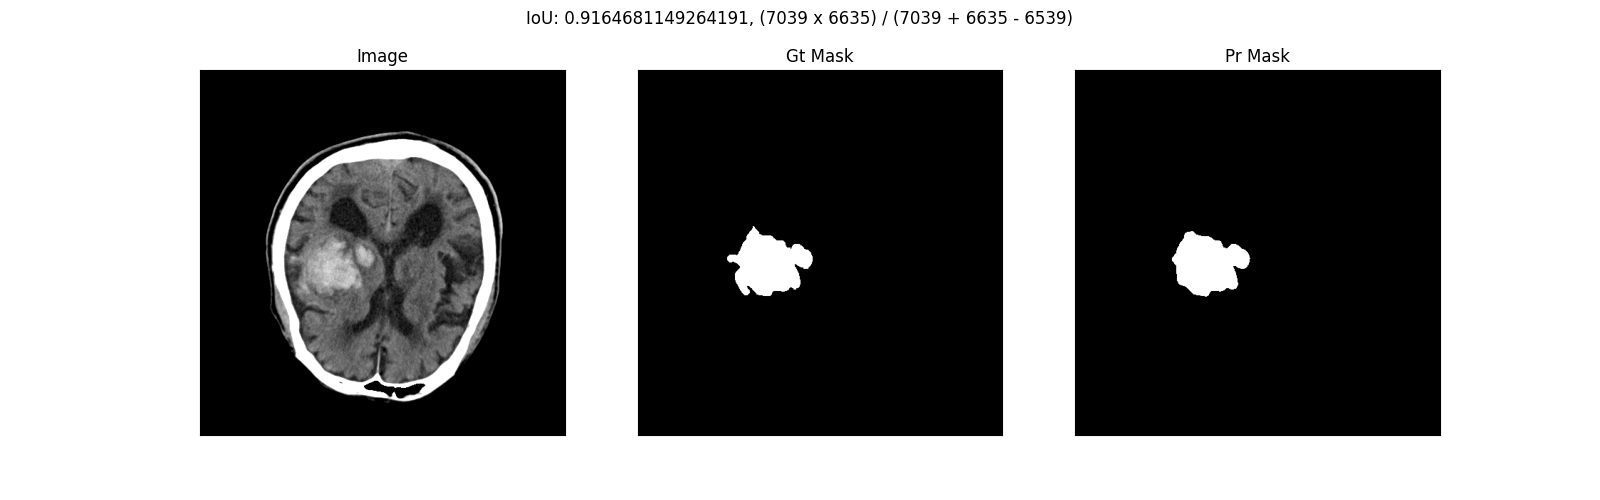 IoU: 0.9164681149264191, (7039 x 6635) / (7039 + 6635 - 6539)
Image
Gt Mask
Pr Mask